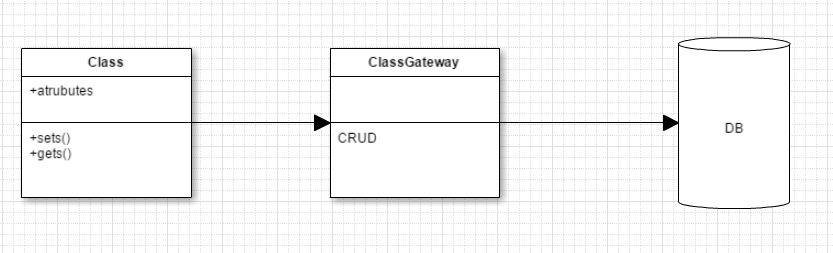 Class
+atrubutes
+sets()
+gets()
ClassGateway
CRUD
DB